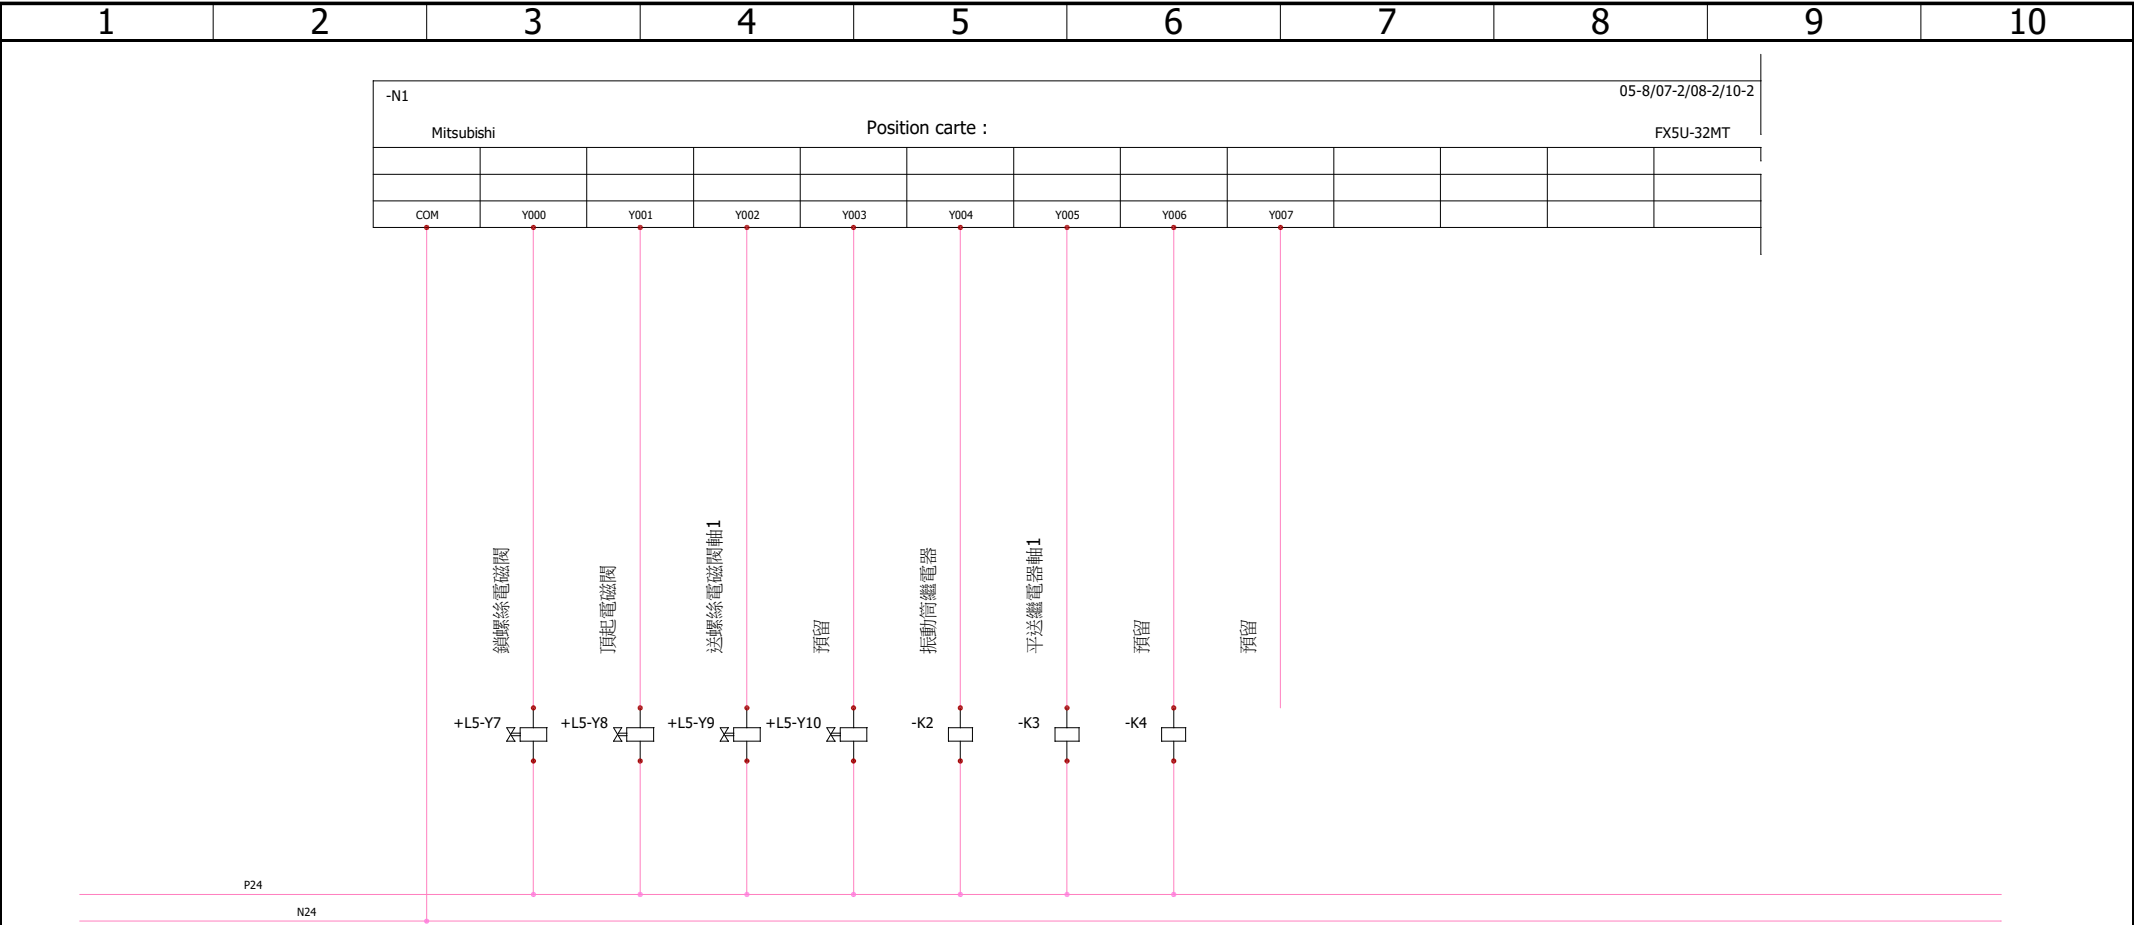 1 2 3 4 5 6 7 8 9 10
-N1 05-8/07-2/08-2/10-2
Mitsubishi Position carte : FX5U-32MT
COM Y000 Y001 Y002 Y003 Y004 Y005 Y006 Y007
鎖螺絲電磁閥
頂起電磁閥
送螺絲電磁閥軸1
預留
振動筒繼電器
平送繼電器軸1
預留
預留
+L5-Y7 +L5-Y8 +L5-Y9 +L5-Y10 -K2 -K3 -K4
P24
N24